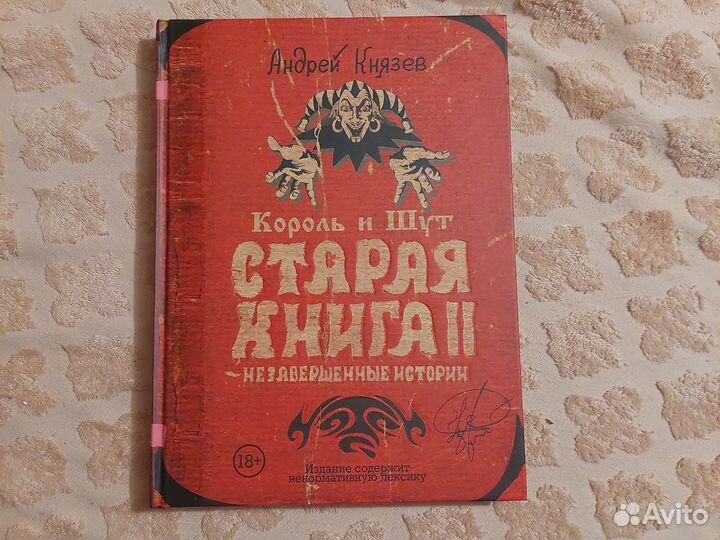 Андрей Князев
Король и Шут
СТАРАЯ
КНИГА II
НЕЗАВЕРШЕННЫЕ ИСТОРИИ
18+
Издание содержит
ненормативную лексику
Avito